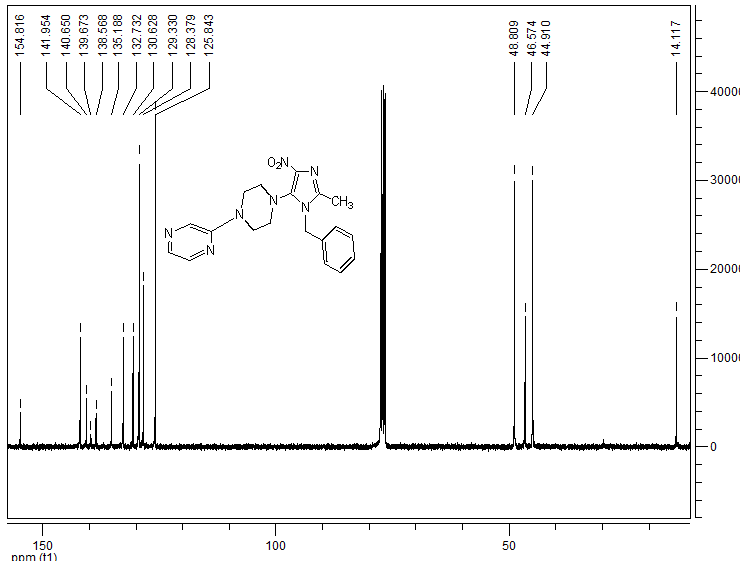 154.816
141.954
140.650
139.673
138.568
135.188
132.732
130.628
129.330
128.379
125.843
48.809
46.574
44.910
14.117
40000
30000
20000
10000
0
O2N
N
N
CH3
N
N
N
N
150
100
50
ppm (t1)